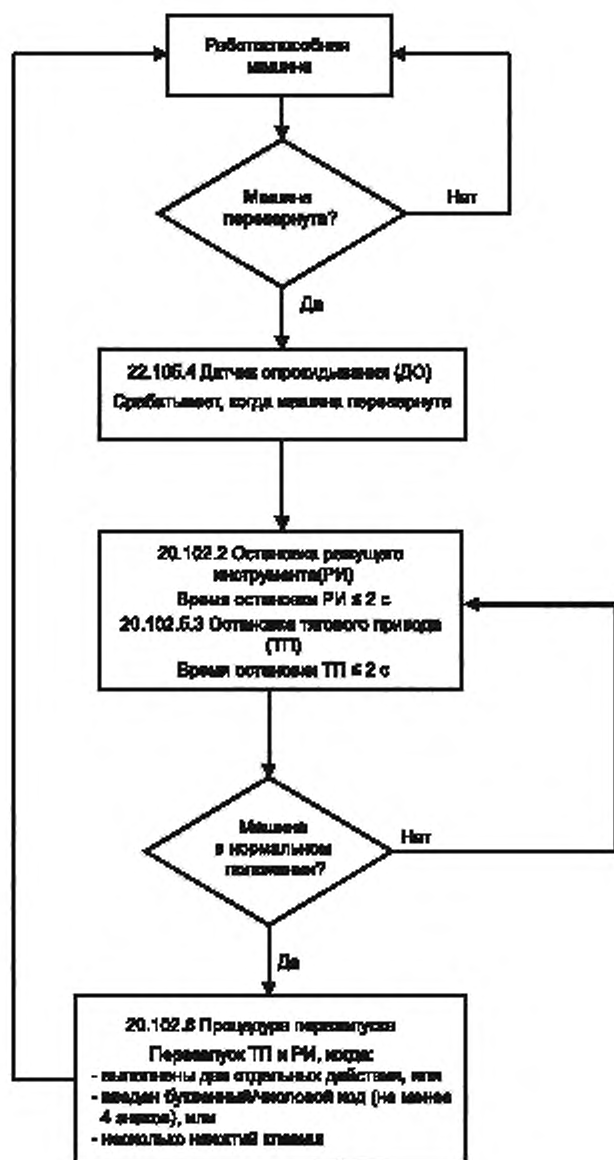 Работоспособная
машина
Машина
перевернута?
Нет
Да
22.105.4 Датчик опрокидывания (ДО)
Срабатывает, когда машина перевернута
20.102.2 Остановка режущего
инструмента(РИ)
Время остановки РИ ≤ 2 с
20.102.5.3 Остановка тягового привода
(ТП)
Время остановки ТП ≤ 2 с
Машина
в нормальном
положении?
Нет
Да
20.102.6 Процедура перезапуска
Перезапуск ТП и РИ, когда:
- выполнены два отдельных действия, или
- введен буквенный/числовой код (не менее
4 знаков), или
- несколько нажатий клавиш